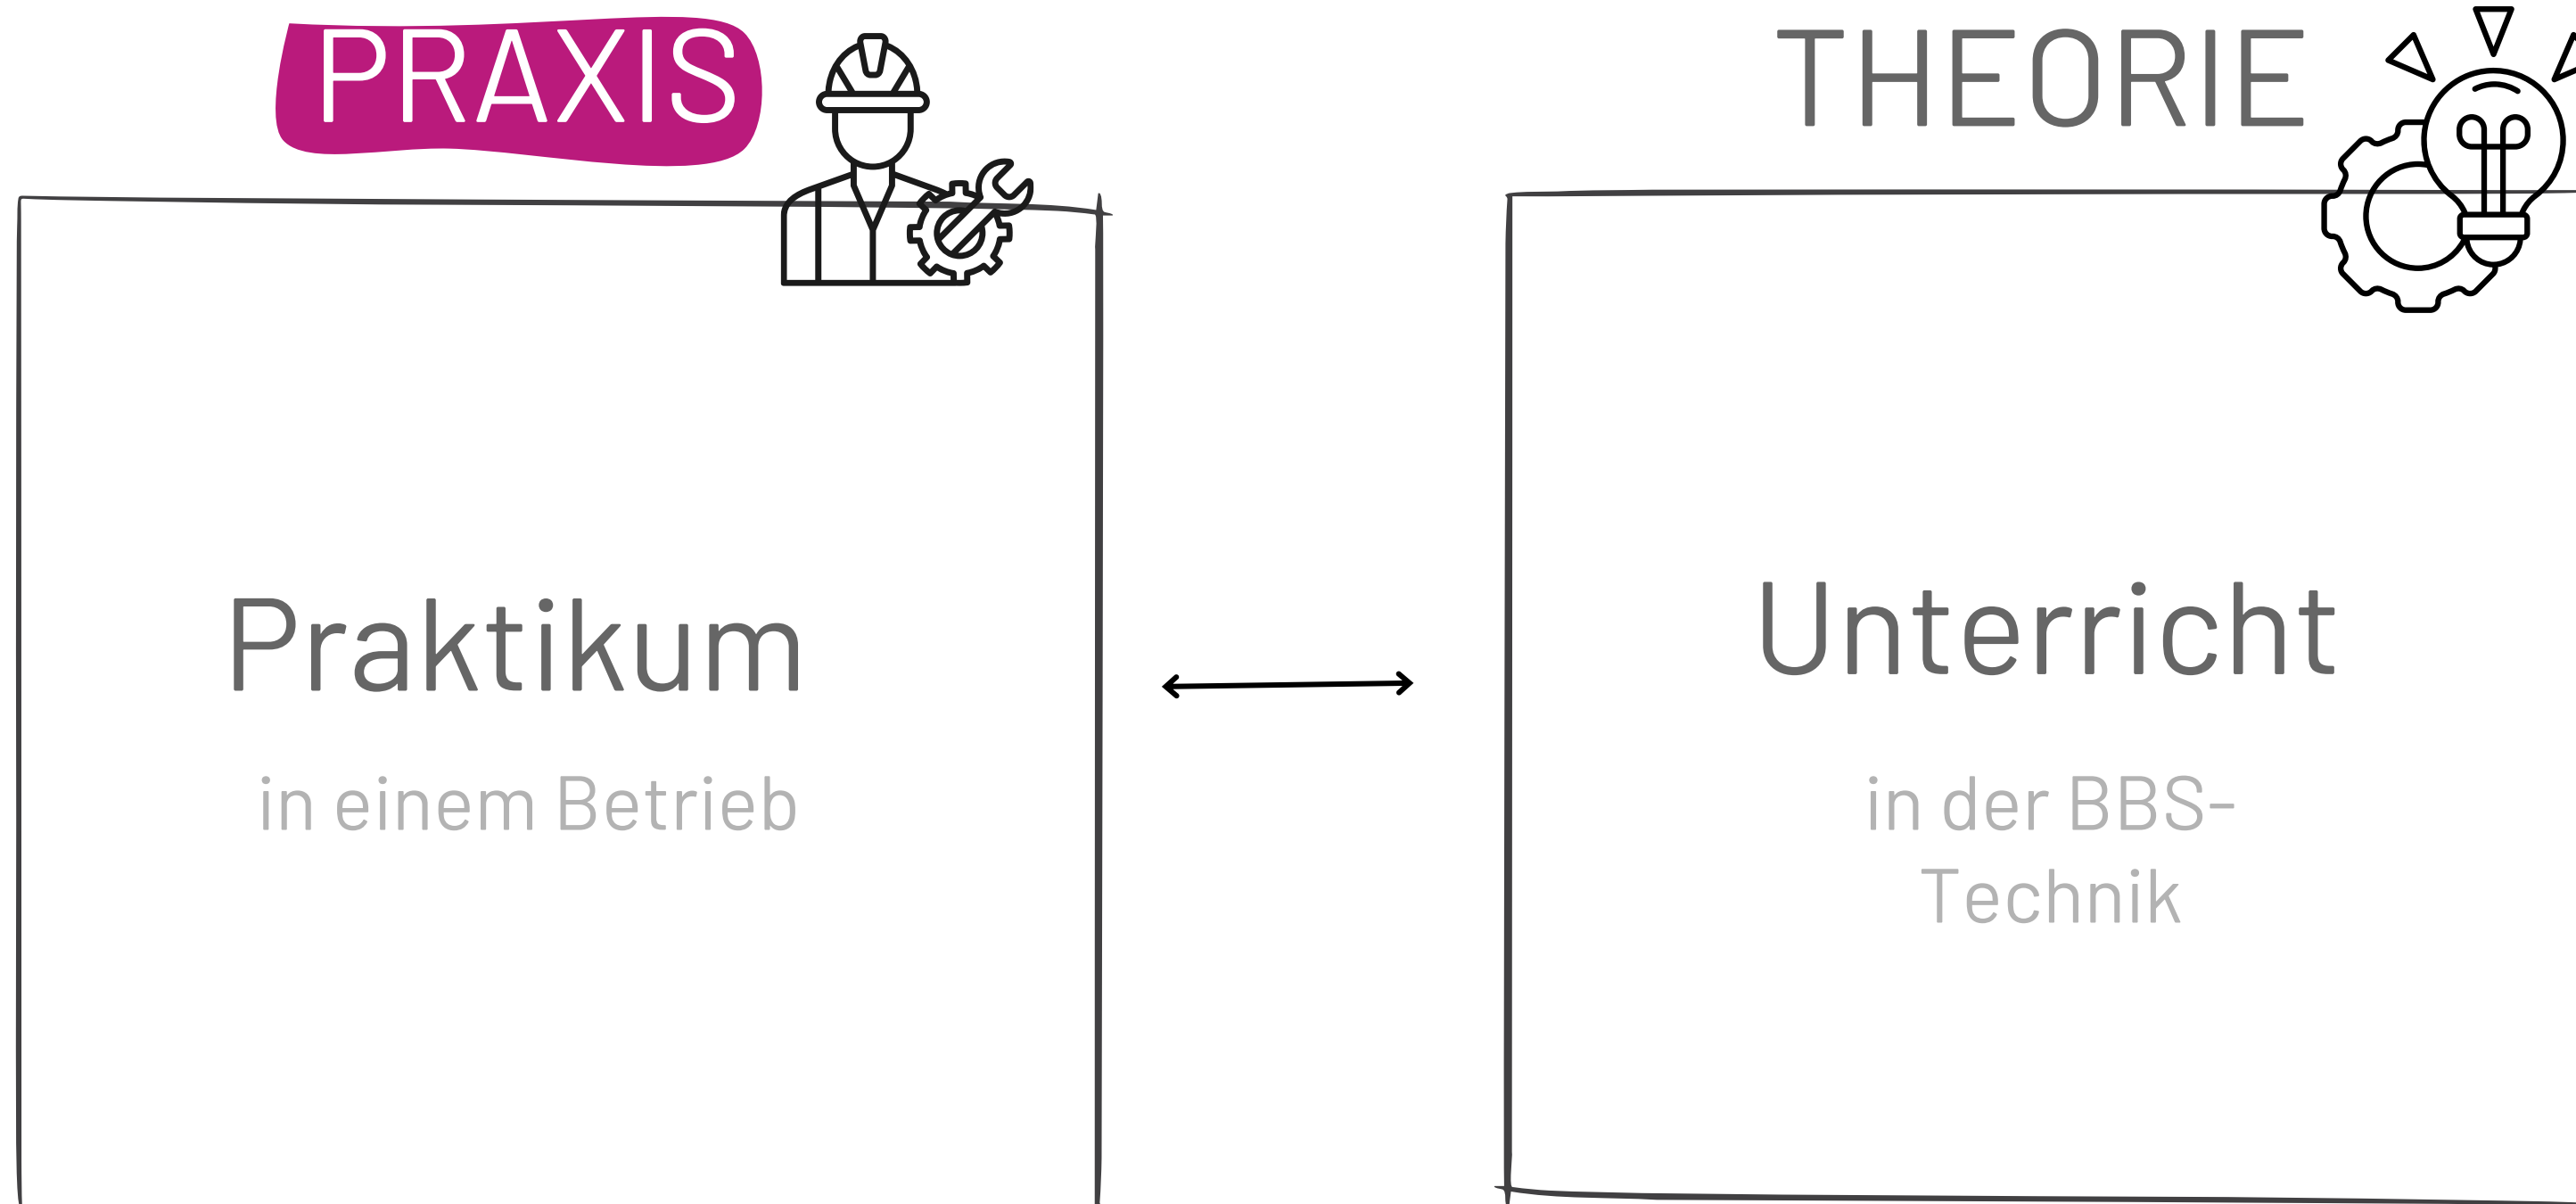 PRAXIS
THEORIE
Praktikum
in einem Betrieb
Unterricht
in der BBS-
Technik